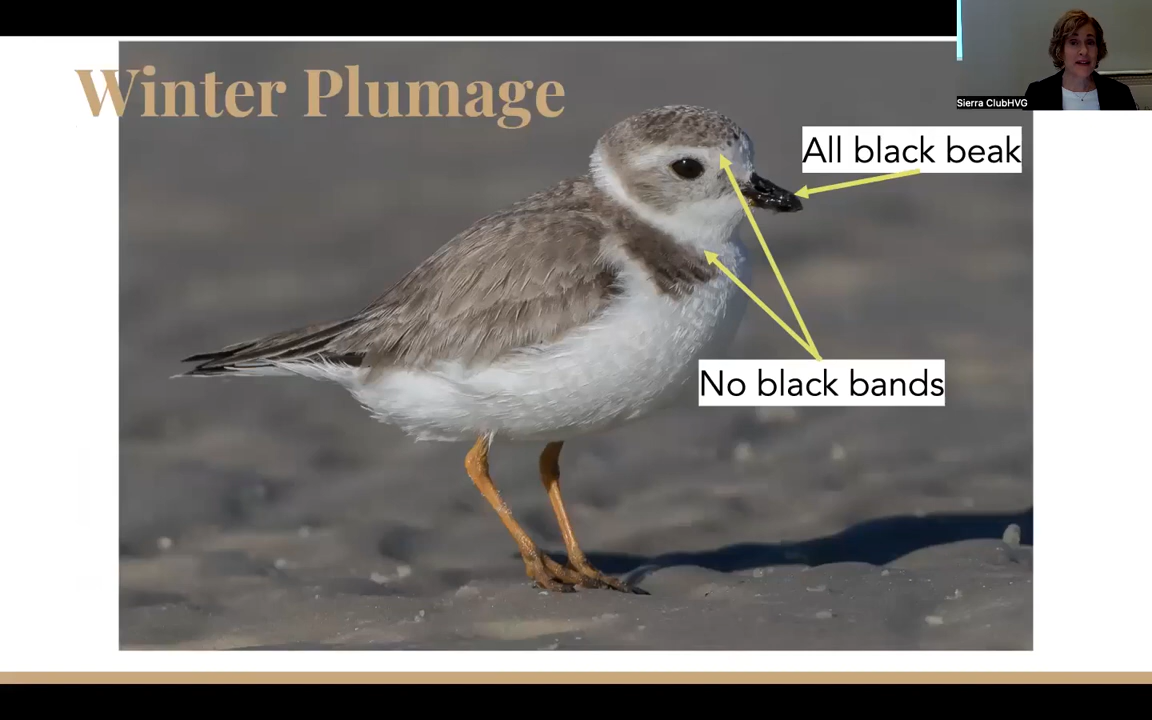 Winter Plumage
Sierra ClubHVG
All black beak
No black bands